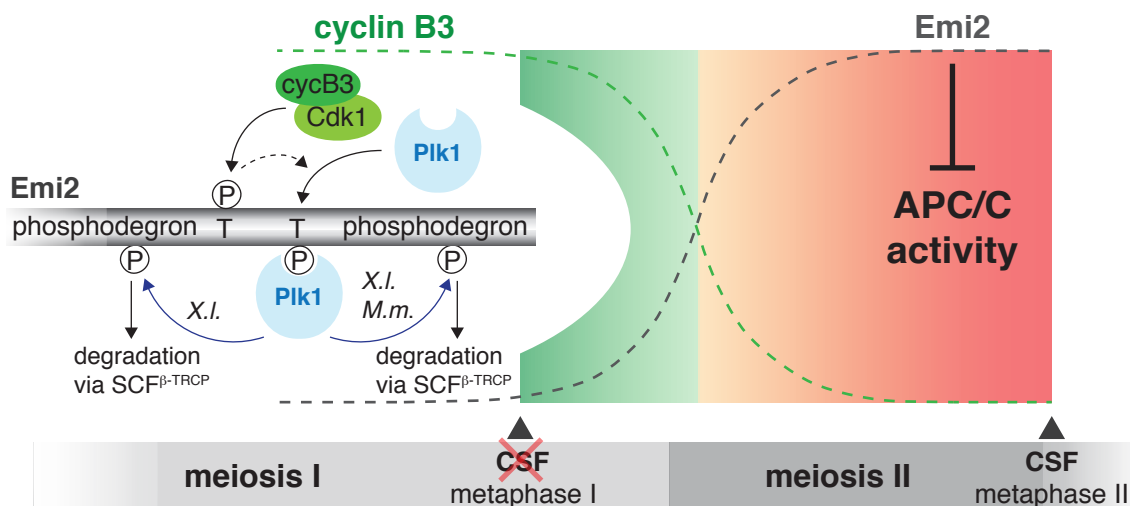 cyclin B3
Emi2
cycB3
Cdk1
Plk1
P
Emi2
phosphodegron T T phosphodegron
P P P
Plk1
X.l.
X.l.
M.m.
degradation
via SCFβ-TRCP
degradation
via SCFβ-TRCP
APC/C
activity
meiosis I
CSF
metaphase I
meiosis II
CSF
metaphase II